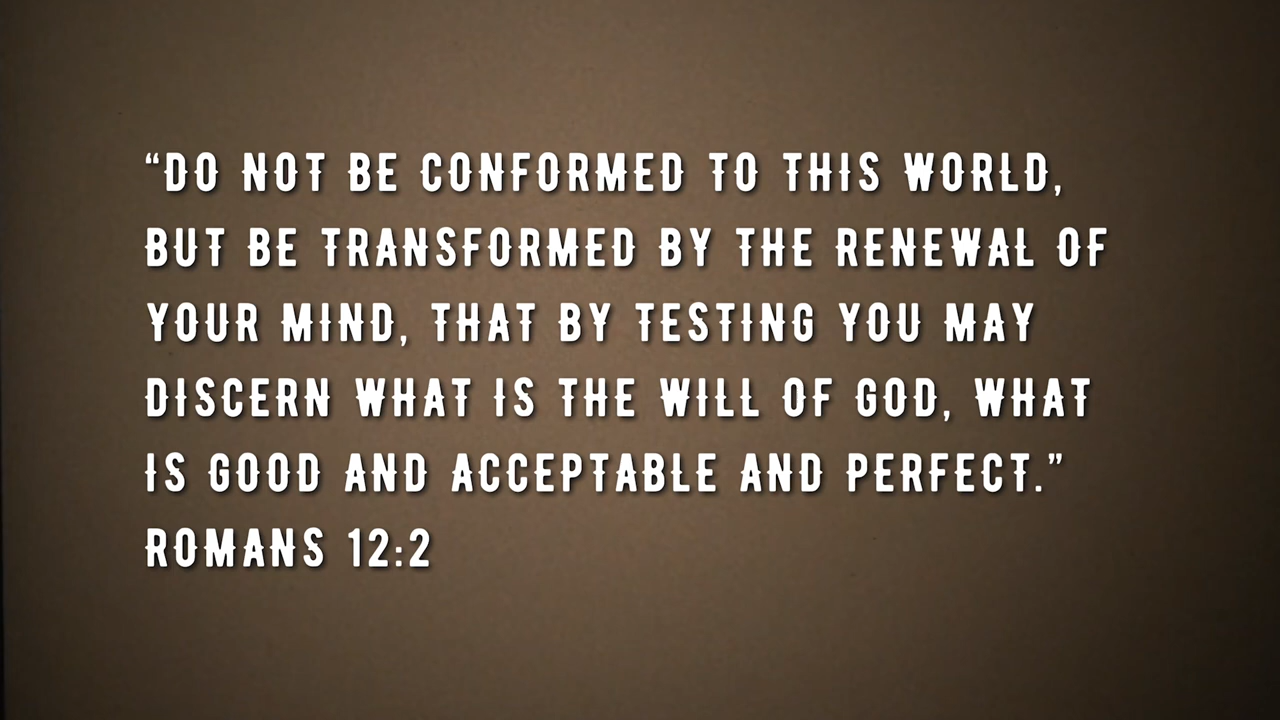 “DO NOT BE CONFORMED TO THIS WORLD,
BUT BE TRANSFORMED BY THE RENEWAL OF
YOUR MIND, THAT BY TESTING YOU MAY
DISCERN WHAT IS THE WILL OF GOD, WHAT
IS GOOD AND ACCEPTABLE AND PERFECT.”
ROMANS 12:2